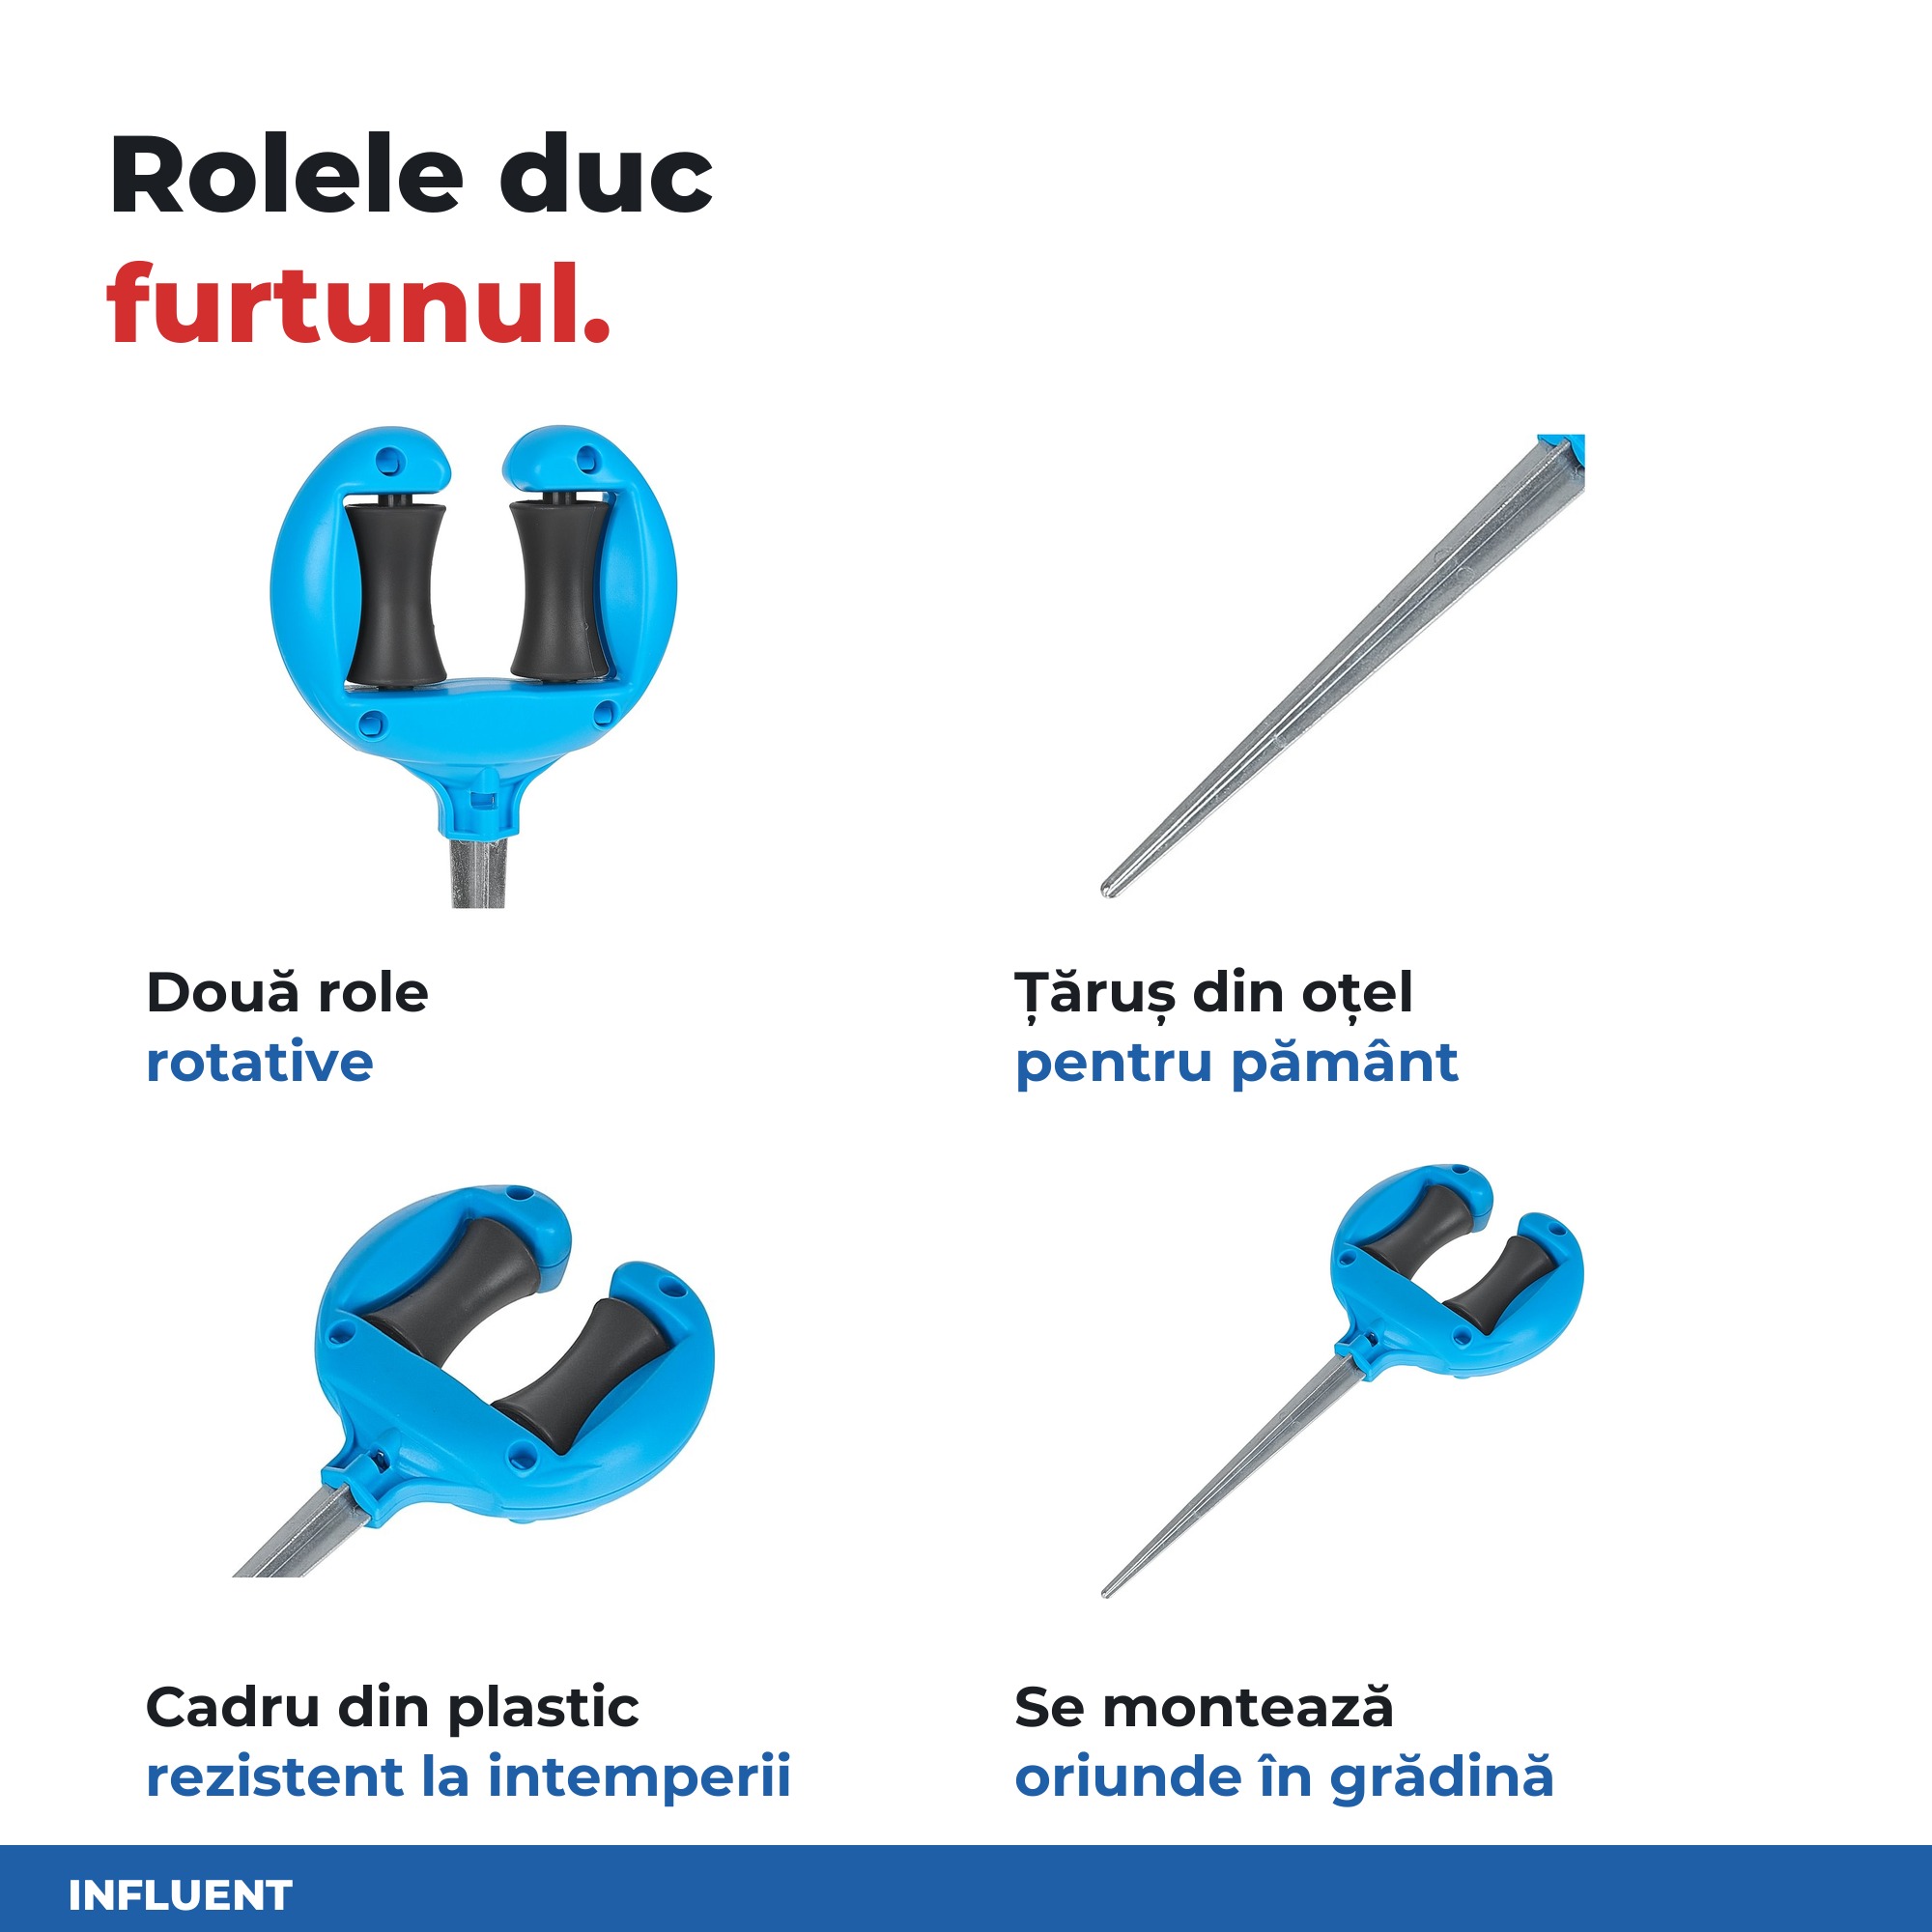 Rolele duc
furtunul.
Două role
rotative
Țăruș din oțel
pentru pământ
Cadru din plastic
rezistent la intemperii
Se montează
oriunde în grădină
INFLUENT